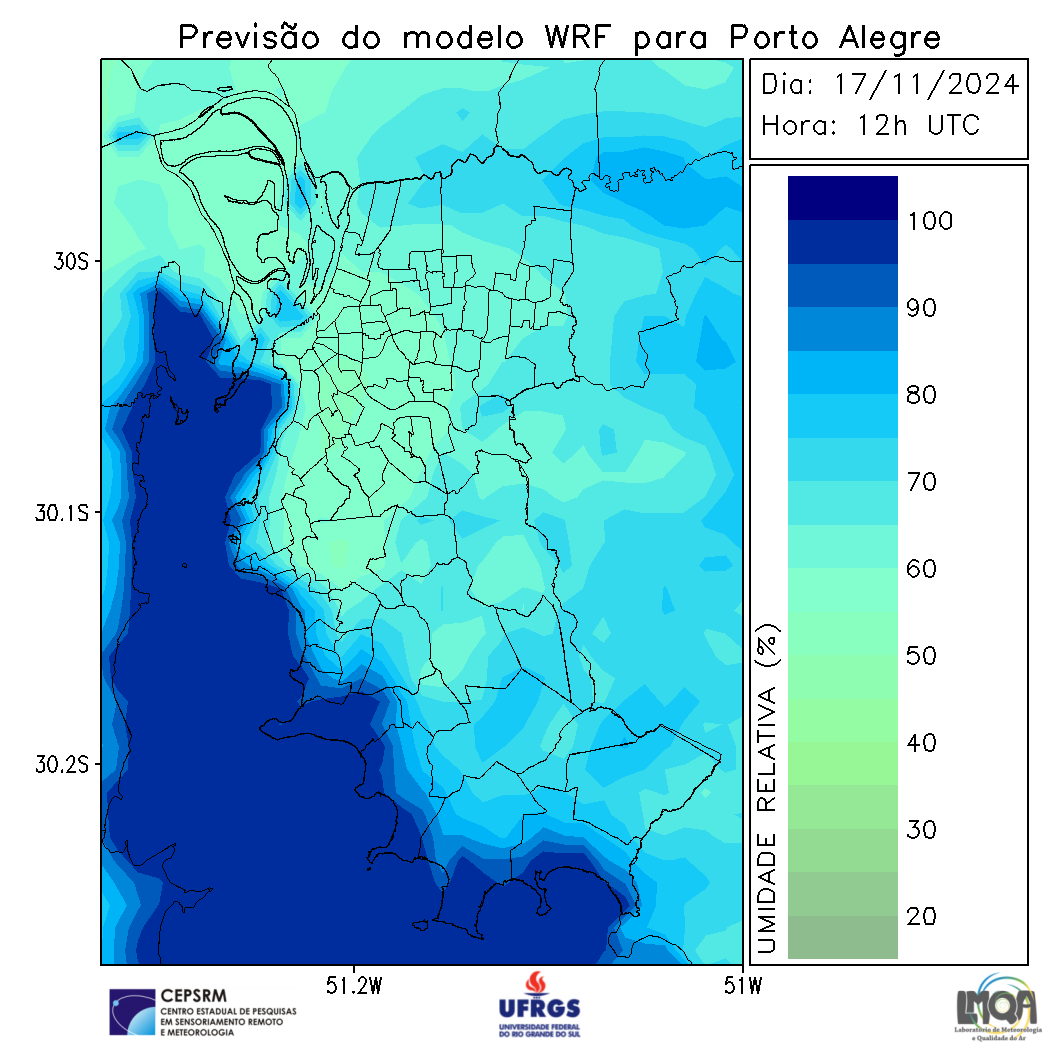 Previsão do modelo WRF para Porto Alegre
Dia: 17/11/2024
Hora: 12h UTC
100
90
80
70
60
50
40
30
20
UMIDADE RELATIVA (%)
30S
30.1S
30.2S
51.2W
51W
CEPSRM
CENTRO ESTADUAL DE PESQUISAS
EM SENSORIAMENTO REMOTO
E METEOROLOGIA
UFRGS
UNIVERSIDADE FEDERAL
DO RIO GRANDE DO SUL
LMQA
Laboratório de Meteorologia
e Qualidade do Ar